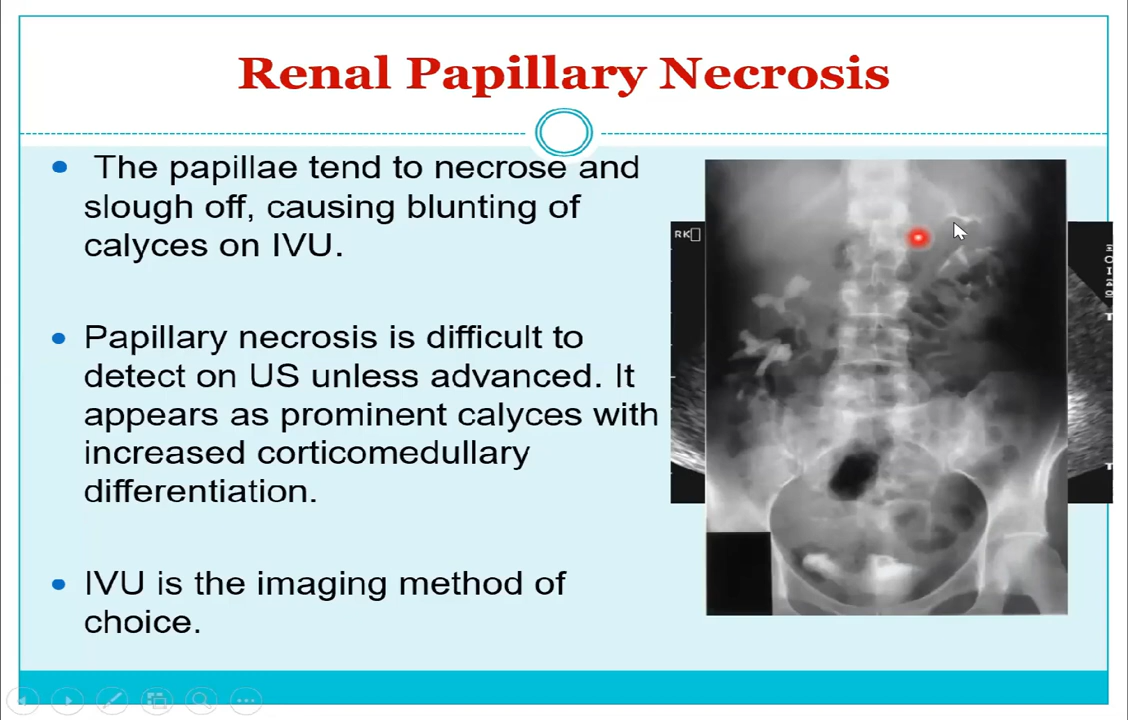 Renal Papillary Necrosis
The papillae tend to necrose and
slough off, causing blunting of
calyces on IVU.
Papillary necrosis is difficult to
detect on US unless advanced. It
appears as prominent calyces with
increased corticomedullary
differentiation.
IVU is the imaging method of
choice.
RK